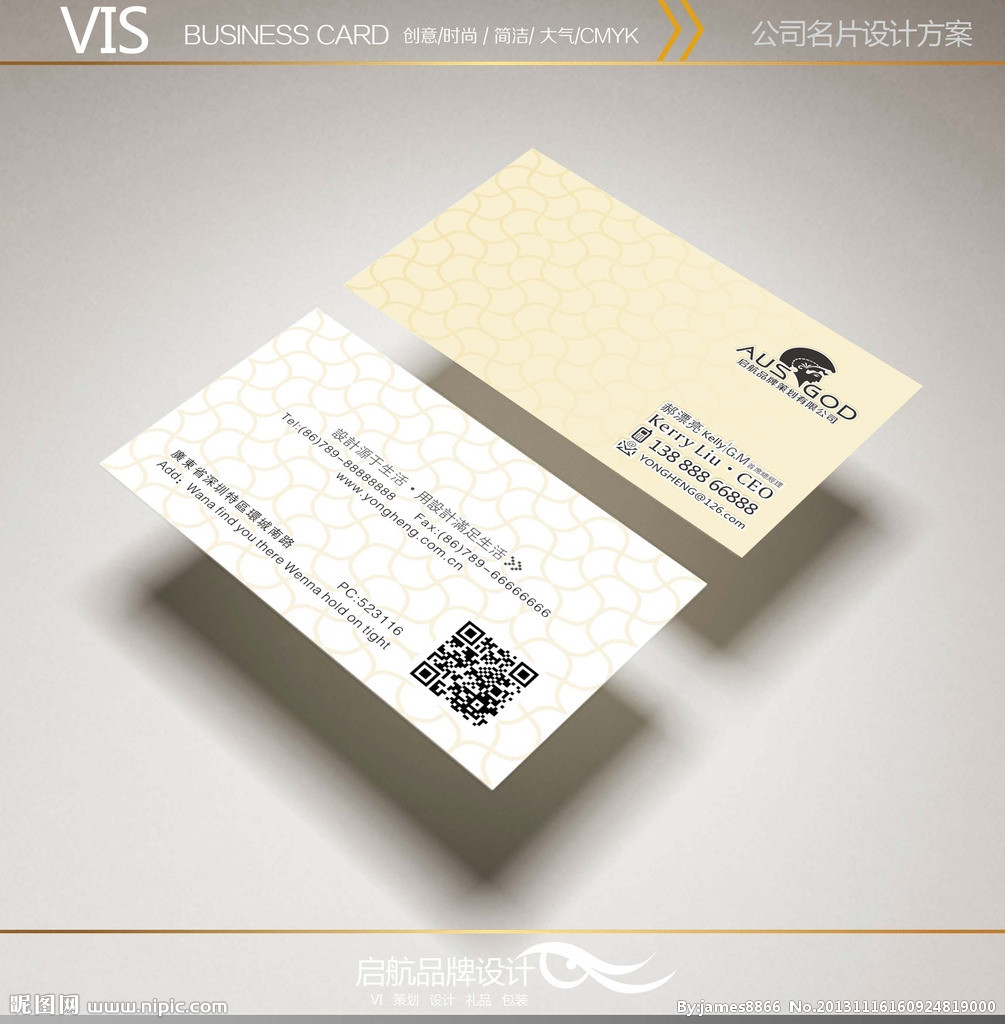 VIS BUSINESS CARD 创意/时尚 / 简洁/ 大气/CMYK 公司名片设计方案
AUS GOD
启航品牌策划有限公司
郝漂亮 Kelly/G.M 首席總經理
Kerry Liu • CEO
138 888 66888
YONGHENG@126.com
設計源于生活·用設計滿足生活
Tel:(86)789-88888888 Fax:(86)789-66666666
www.yongheng.com.cn
廣東省深圳特區環城南路 PC:523116
Add: Wana find you there Wenna hold on tight
启航品牌设计
VI 策划 设计 礼品 包装
昵图网 www.nipic.com By:james8866 No.20131116160924819000